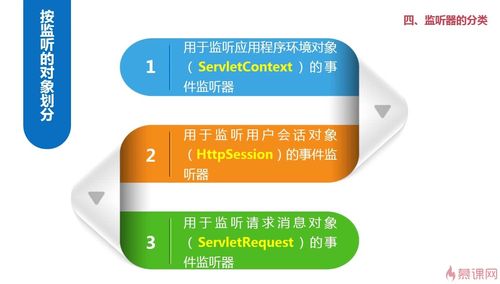 四、监听器的分类
按监听的对象划分
1
用于监听应用程序环境对象
（ServletContext）的事
件监听器
2
用于监听用户会话对象
（HttpSession）的事件监
听器
3
用于监听请求消息对象
（ServletRequest）的事
件监听器
慕课网